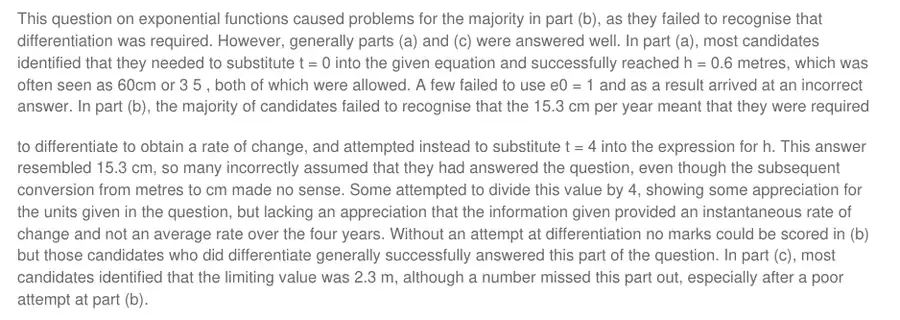 This question on exponential functions caused problems for the majority in part (b), as they failed to recognise that
differentiation was required. However, generally parts (a) and (c) were answered well. In part (a), most candidates
identified that they needed to substitute t = 0 into the given equation and successfully reached h = 0.6 metres, which was
often seen as 60cm or 3 5 , both of which were allowed. A few failed to use e0 = 1 and as a result arrived at an incorrect
answer. In part (b), the majority of candidates failed to recognise that the 15.3 cm per year meant that they were required
to differentiate to obtain a rate of change, and attempted instead to substitute t = 4 into the expression for h. This answer
resembled 15.3 cm, so many incorrectly assumed that they had answered the question, even though the subsequent
conversion from metres to cm made no sense. Some attempted to divide this value by 4, showing some appreciation for
the units given in the question, but lacking an appreciation that the information given provided an instantaneous rate of
change and not an average rate over the four years. Without an attempt at differentiation no marks could be scored in (b)
but those candidates who did differentiate generally successfully answered this part of the question. In part (c), most
candidates identified that the limiting value was 2.3 m, although a number missed this part out, especially after a poor
attempt at part (b).